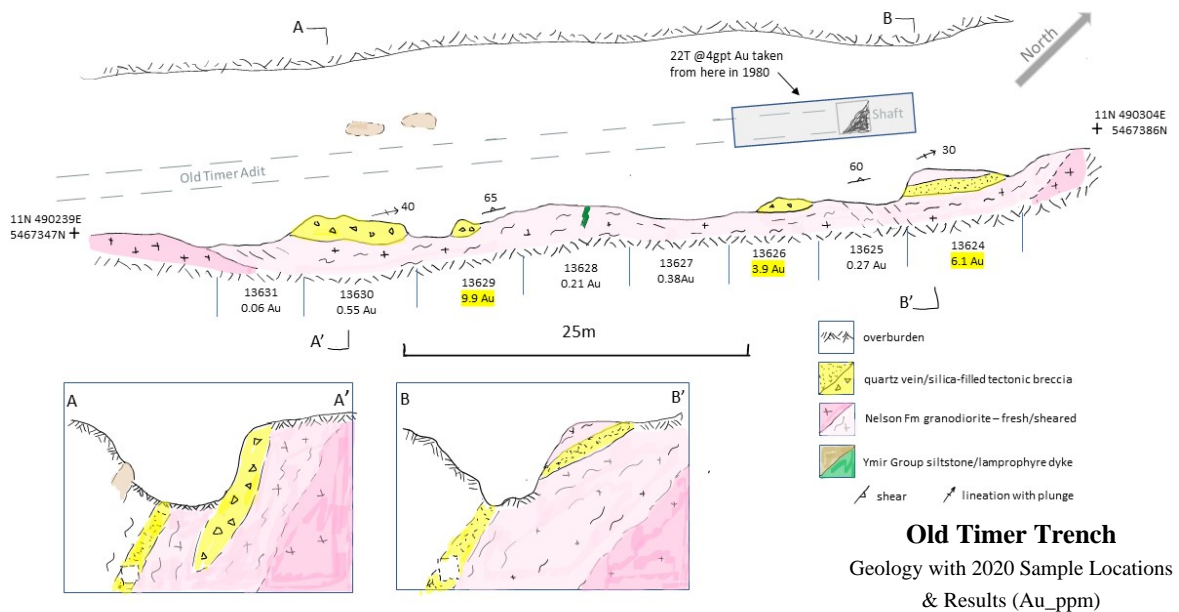 A
B
North
22T @4gpt Au taken
from here in 1980
Shaft
11N 490304E
+ 5467386N
Old Timer Adit
30
60
65
40
11N 490239E
5467347N +
13631
0.06 Au
13630
0.55 Au
13629
9.9 Au
13628
0.21 Au
13627
0.38Au
13626
3.9 Au
13625
0.27 Au
13624
6.1 Au
A'
B'
25m
A
A'
B
B'
overburden
quartz vein/silica-filled tectonic breccia
Nelson Fm granodiorite – fresh/sheared
Ymir Group siltstone/lamprophyre dyke
shear
lineation with plunge
Old Timer Trench
Geology with 2020 Sample Locations
& Results (Au_ppm)